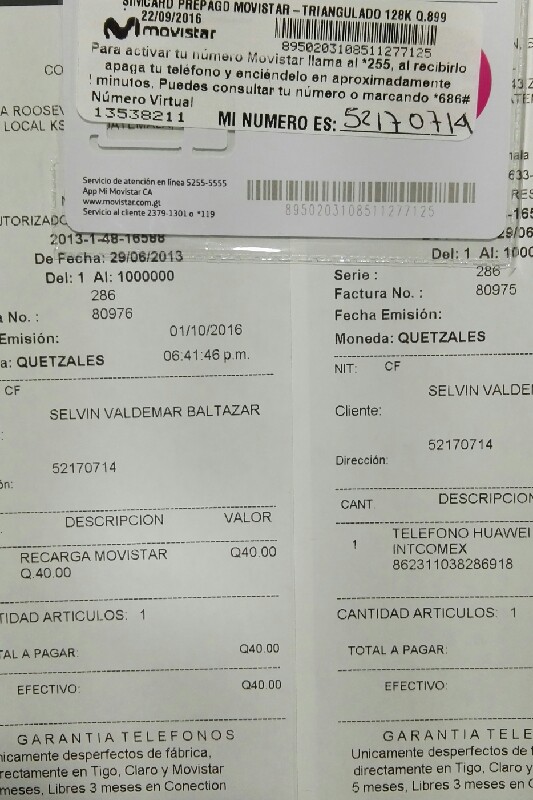 SIMCARD PREPAGO MOVISTAR -TRIANGULADO 128K Q.899
22/09/2016
movistar
8950203108511277125
Para activar tu número Movistar llama al *255, al recibirlo
apaga tu teléfono y enciéndelo en aproximadamente
minutos. Puedes consultar tu número o marcando *686#
Número Virtual
13538211
MI NUMERO ES: 52170714
Servicio de atención en línea 5255-5555
App Mi Movistar CA
www.movistar.com.gt
Servicio al cliente 2379-1301 o *119
8950203108511277125
CO
A ROOSEV
LOCAL KS
UTORIZADO
2013-1-48-16588
De Fecha: 29/06/2013
Del: 1 Al: 1000000
286
No. : 80976
Emisión: 01/10/2016
06:41:46 p.m.
a: QUETZALES
CF
SELVIN VALDEMAR BALTAZAR
:
52170714
ón:
DESCRIPCION VALOR
RECARGA MOVISTAR Q40.00
Q.40.00
TIDAD ARTICULOS: 1
TAL A PAGAR: Q40.00
EFECTIVO: Q40.00
GARANTIA TELEFONOS
nicamente desperfectos de fábrica,
rectamente en Tigo, Claro y Movistar
meses, Libres 3 meses en Conection
nala
633-
RES
-165
29/06
Del: 1 Al: 1000
Serie : 286
Factura No. : 80975
Fecha Emisión:
Moneda: QUETZALES
NIT: CF
SELVIN VALDE
Cliente:
52170714
Dirección:
CANT. DESCRIPCION
1 TELEFONO HUAWEI
INTCOMEX
862311038286918
CANTIDAD ARTICULOS: 1
TOTAL A PAGAR:
EFECTIVO:
GARANTIA TELEF
Unicamente desperfectos de f
directamente en Tigo, Claro y
5 meses, Libres 3 meses en C